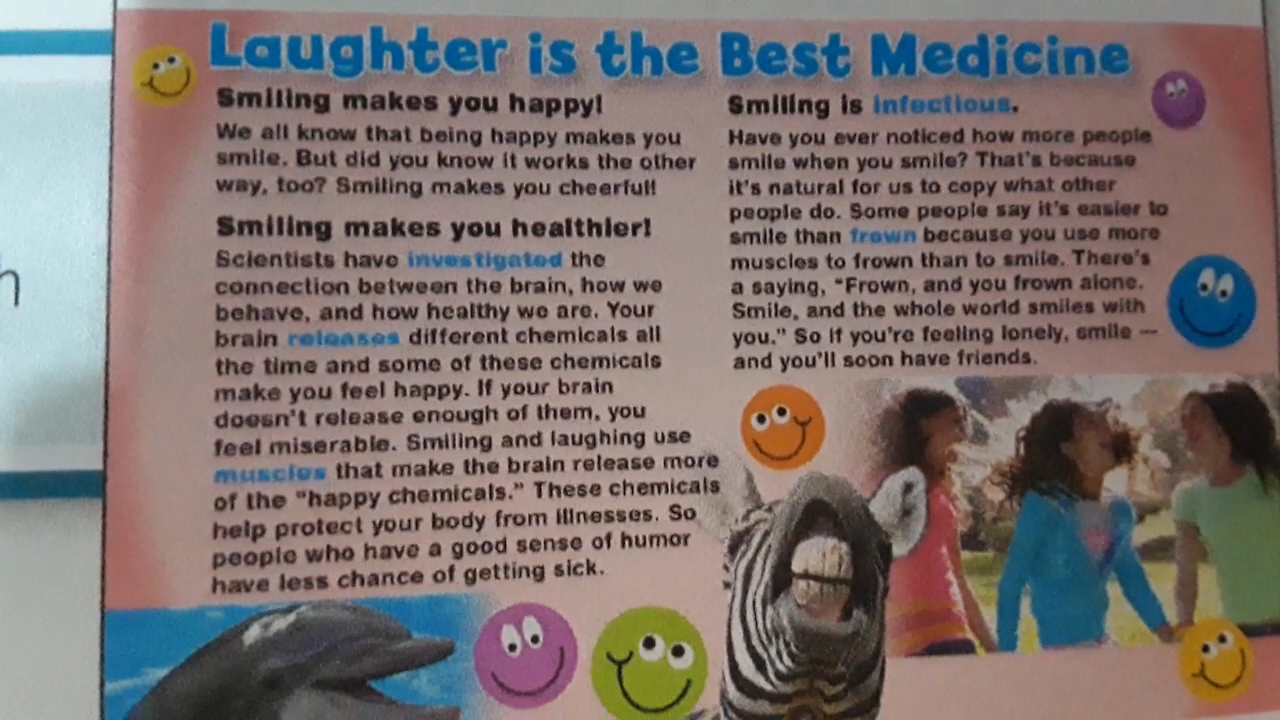 Laughter is the Best Medicine
Smiling makes you happy!
We all know that being happy makes you
smile. But did you know it works the other
way, too? Smiling makes you cheerful!
Smiling makes you healthier!
Scientists have investigated the
connection between the brain, how we
behave, and how healthy we are. Your
brain releases different chemicals all
the time and some of these chemicals
make you feel happy. If your brain
doesn't release enough of them, you
feel miserable. Smiling and laughing use
muscles that make the brain release more
of the "happy chemicals." These chemicals
help protect your body from illnesses. So
people who have a good sense of humor
have less chance of getting sick.
Smiling is infectious.
Have you ever noticed how more people
smile when you smile? That's because
it's natural for us to copy what other
people do. Some people say it's easier to
smile than frown because you use more
muscles to frown than to smile. There's
a saying, "Frown, and you frown alone.
Smile, and the whole world smiles with
you." So if you're feeling lonely, smile —
and you'll soon have friends.